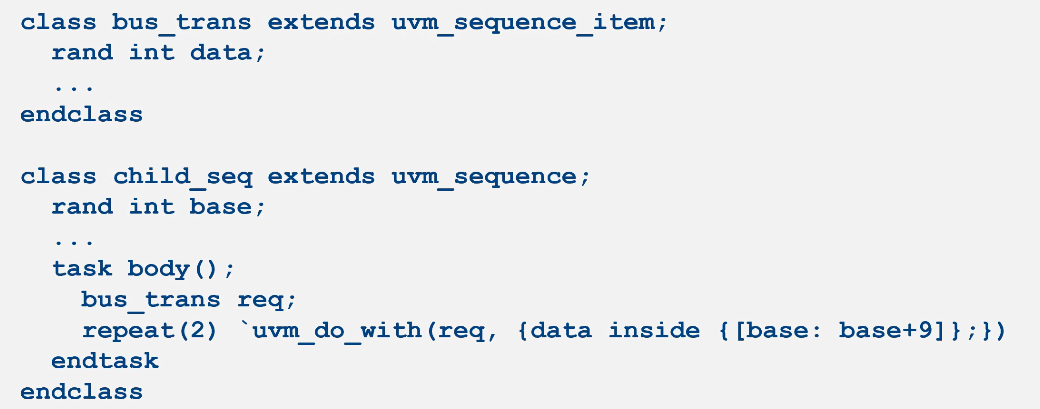 class bus_trans extends uvm_sequence_item;
rand int data;
...
endclass
class child_seq extends uvm_sequence;
rand int base;
...
task body();
bus_trans req;
repeat(2) `uvm_do_with(req, {data inside {[base: base+9]};})
endtask
endclass